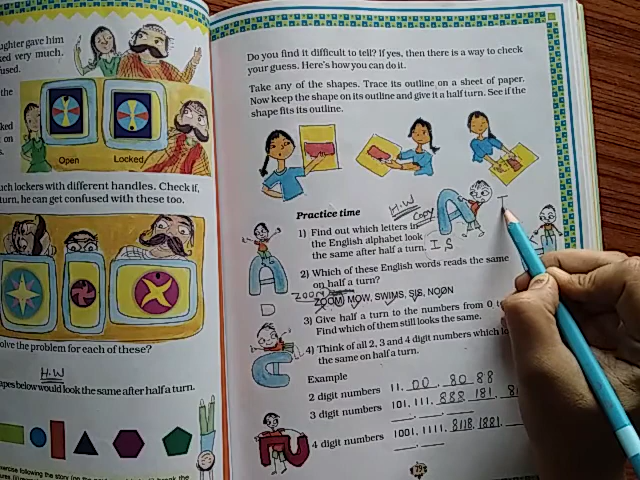 ughter gave him
ked very much.
fused.
the
ked
on
s.
Open Locked
uch lockers with different handles. Check if,
turn, he can get confused with these too.
olve the problem for each of these?
H.W
apes below would look the same after half a turn.
Do you find it difficult to tell? If yes, then there is a way to check
your guess. Here's how you can do it.
Take any of the shapes. Trace its outline on a sheet of paper.
Now keep the shape on its outline and give it a half turn. See if the
shape fits its outline.
Practice time
H.W
Copy
1) Find out which letters in
the English alphabet look
the same after half a turn.
I S
I
2) Which of these English words reads the same
on half a turn?
ZOOM, MOW, SWIMS, SIS, NOON
D
3) Give half a turn to the numbers from 0 to
Find which of them still looks the same.
4) Think of all 2, 3 and 4 digit numbers which lo
the same on half turn.
Example
2 digit numbers 11, 00, 80 88
3 digit numbers 101, 111, 888, 181,
4 digit numbers 1001, 1111, 8118, 1881,